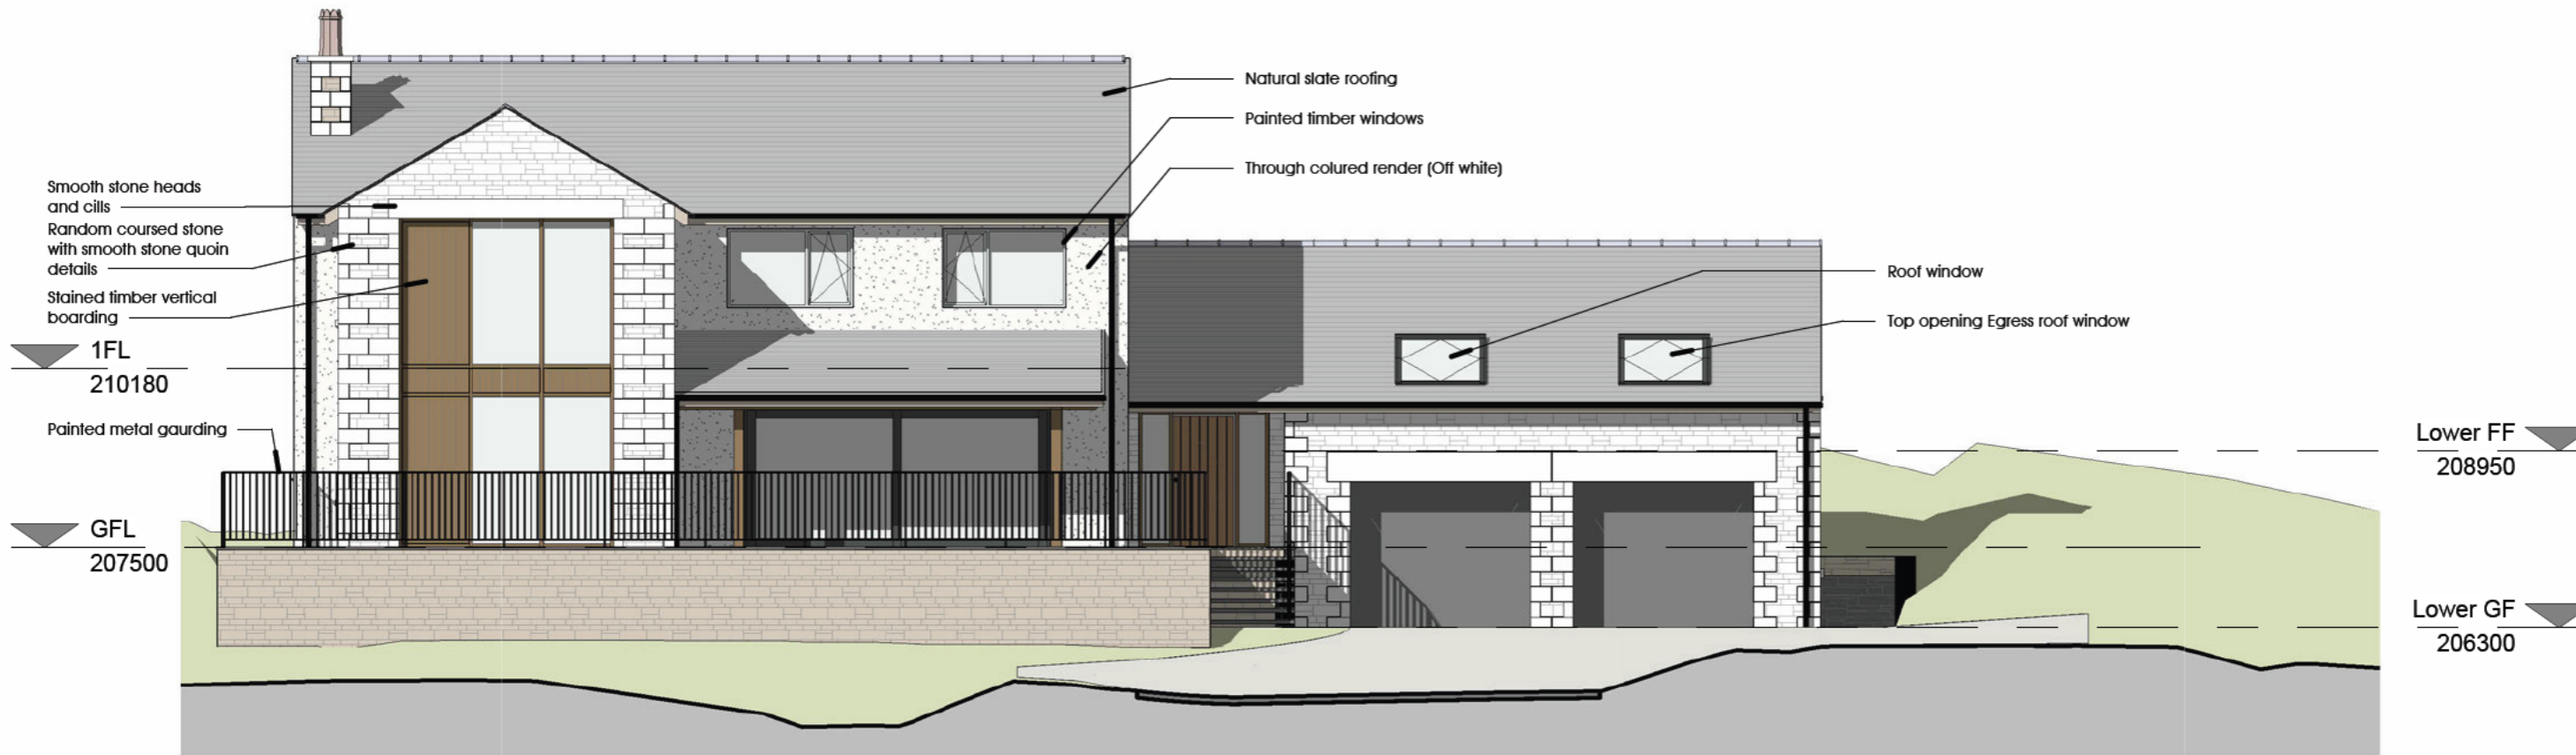 Natural slate roofing
Painted timber windows
Through colured render (Off white)
Smooth stone heads
and cills
Random coursed stone
with smooth stone quoin
details
Stained timber vertical
boarding
Roof window
Top opening Egress roof window
1FL
210180
Painted metal gaurding
Lower FF
208950
GFL
207500
Lower GF
206300